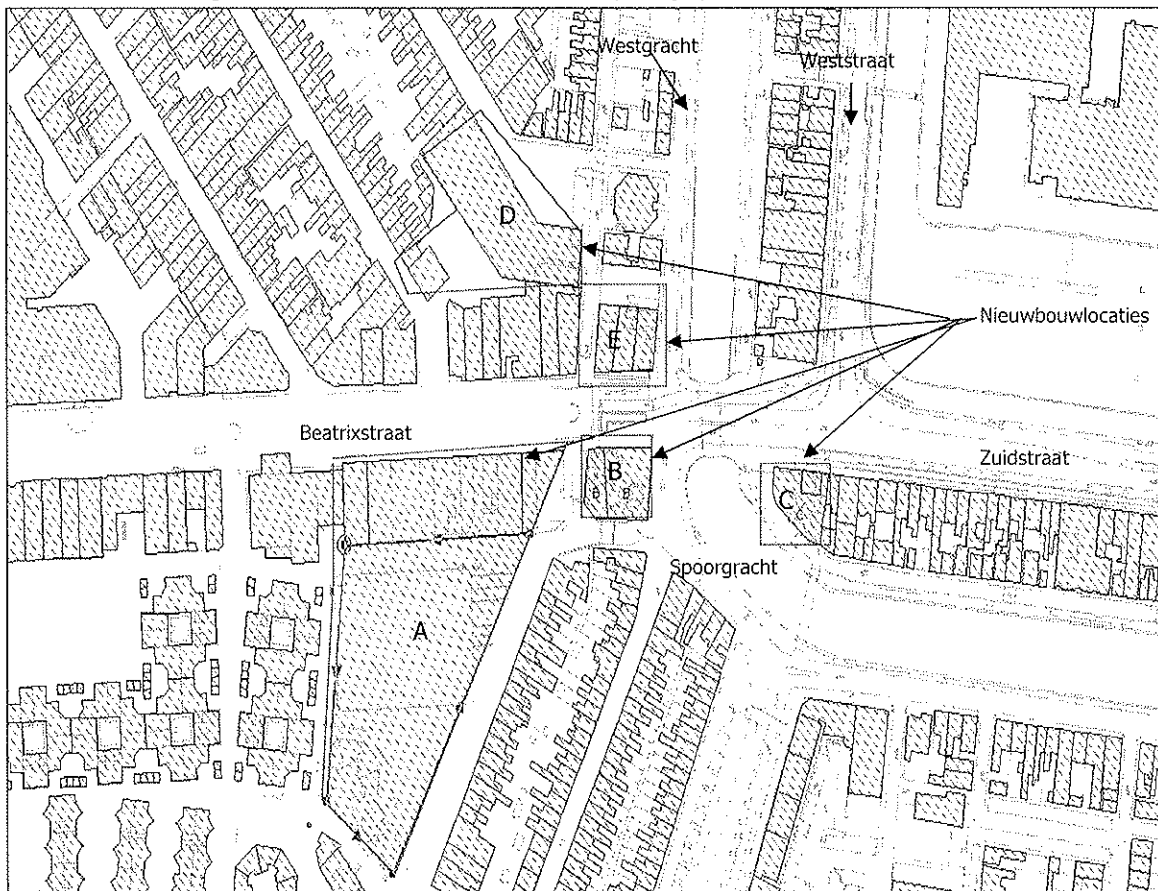 Westgracht
Weststraat
D
Nieuwbouwlocaties
E
Beatrixstraat
B
B B
Zuidstraat
C
Spoorgracht
A